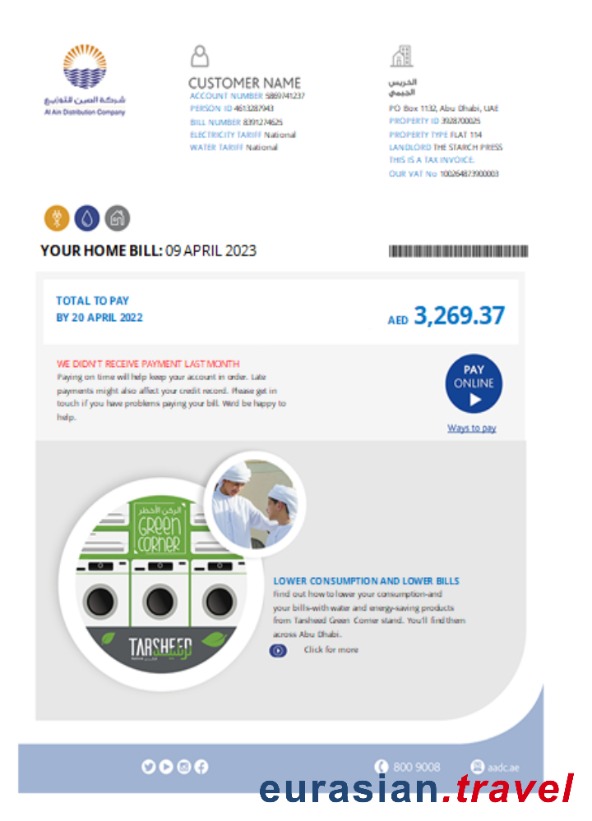 شركة العين للتوزيع
Al Ain Distribution Company
CUSTOMER NAME
ACCOUNT NUMBER 5869741237
PERSON ID 4613287943
BILL NUMBER 8391274625
ELECTRICITY TARIFF National
WATER TARIFF National
الخريس
الجيمي
PO Box 1132, Abu Dhabi, UAE
PROPERTY ID 3928700025
PROPERTY TYPE FLAT 114
LANDLORD THE STARCH PRESS
THIS IS A TAX INVOICE.
OUR VAT No 100264873900003
YOUR HOME BILL: 09 APRIL 2023
TOTAL TO PAY
BY 20 APRIL 2022
AED 3,269.37
WE DIDN'T RECEIVE PAYMENT LAST MONTH
Paying on time will help keep your account in order. Late
payments might also affect your credit record. Please get in
touch if you have problems paying your bill. We'd be happy to
help.
PAY
ONLINE
Ways to pay
الركن الأخضر
GREEN
CORNER
TARSHEED
ترشيد
LOWER CONSUMPTION AND LOWER BILLS
Find out how to lower your consumption-and
your bills-with water and energy-saving products
from Tarsheed Green Corner stand. You'll find them
across Abu Dhabi.
Click for more
800 9008
aadc.ae
eurasian.travel